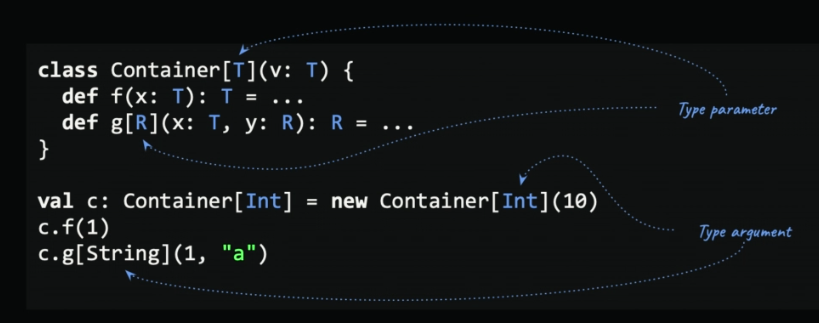 class Container[T](v: T) {
  def f(x: T): T = ...
  def g[R](x: T, y: R): R = ...
}
Type parameter
val c: Container[Int] = new Container[Int](10)
c.f(1)
c.g[String](1, "a")
Type argument